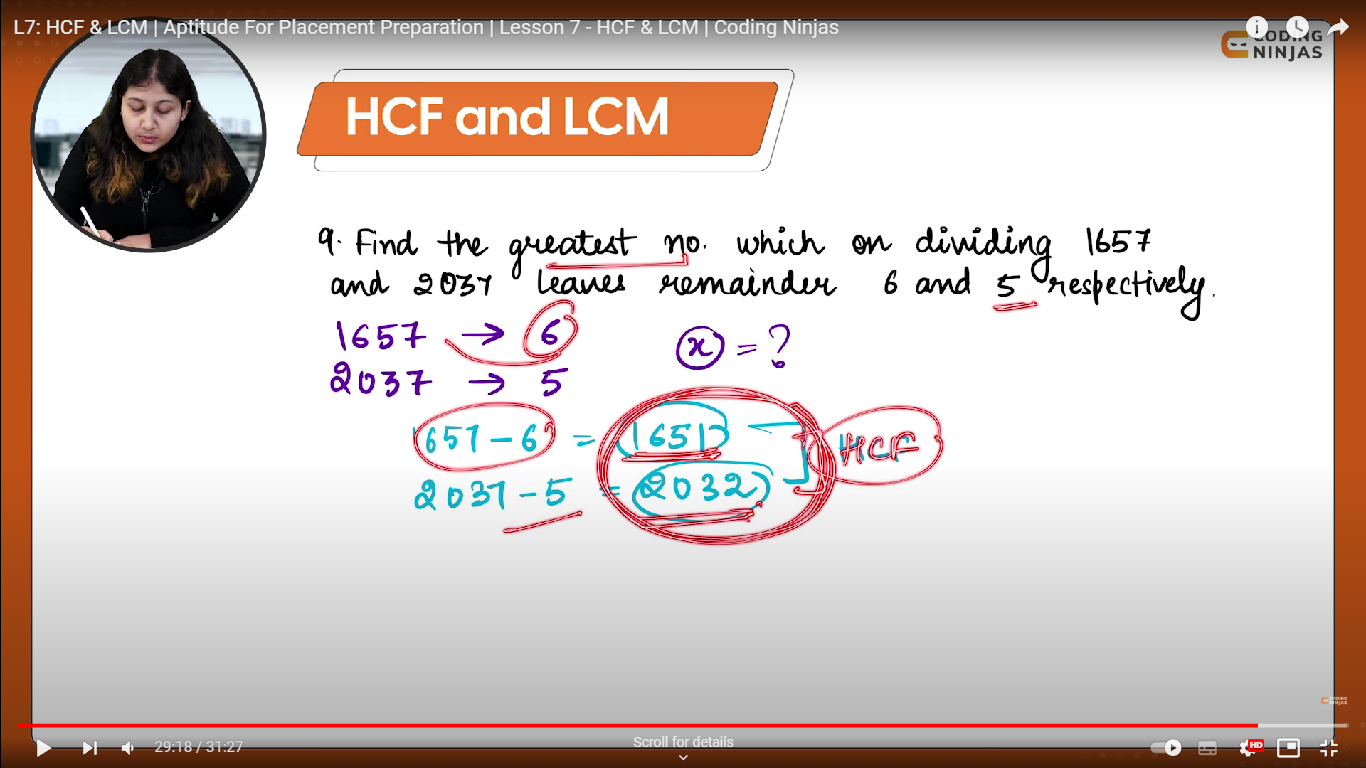 L7: HCF & LCM | Aptitude For Placement Preparation | Lesson 7 - HCF & LCM | Coding Ninjas
CODING
NINJAS
HCF and LCM
9. Find the greatest no. which on dividing 1657
and 2037 leaves remainder 6 and 5 respectively.
1657 → 6
x = ?
2037 → 5
1657 - 6 = 1651
HCF
2037 - 5 = 2032
CODING
NINJAS
29:18 / 31:27
Scroll for details
HD